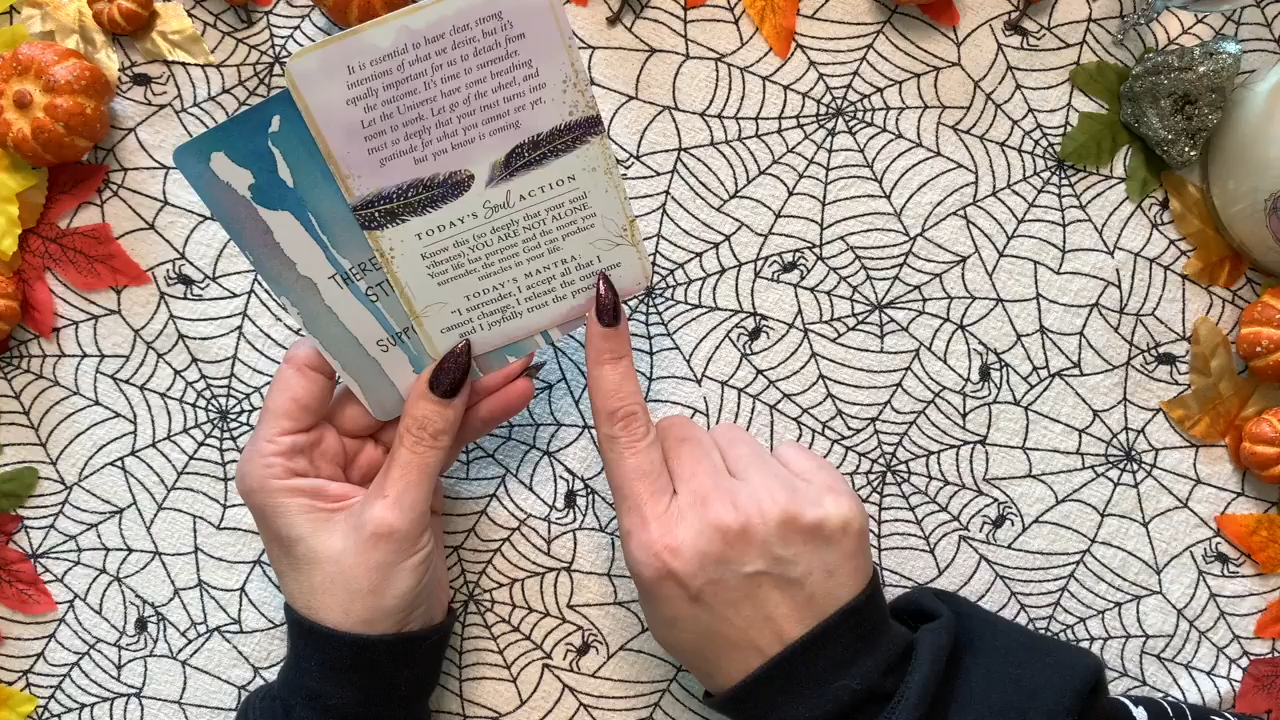 It is essential to have clear, strong
intentions of what we desire, but it's
equally important for us to detach from
the outcome. It's time to surrender.
Let the Universe have some breathing
room to work. Let go of the wheel, and
trust so deeply that your trust turns into
gratitude for what you cannot see yet,
but you know is coming.
TODAY'S Soul ACTION
Know this (so deeply that your soul
vibrates), YOU ARE NOT ALONE.
Your life has purpose and the more you
surrender, the more God can produce
miracles in your life.
TODAY'S MANTRA:
"I surrender, I accept all that I
cannot change, I release the outcome
and I joyfully trust the
THERE